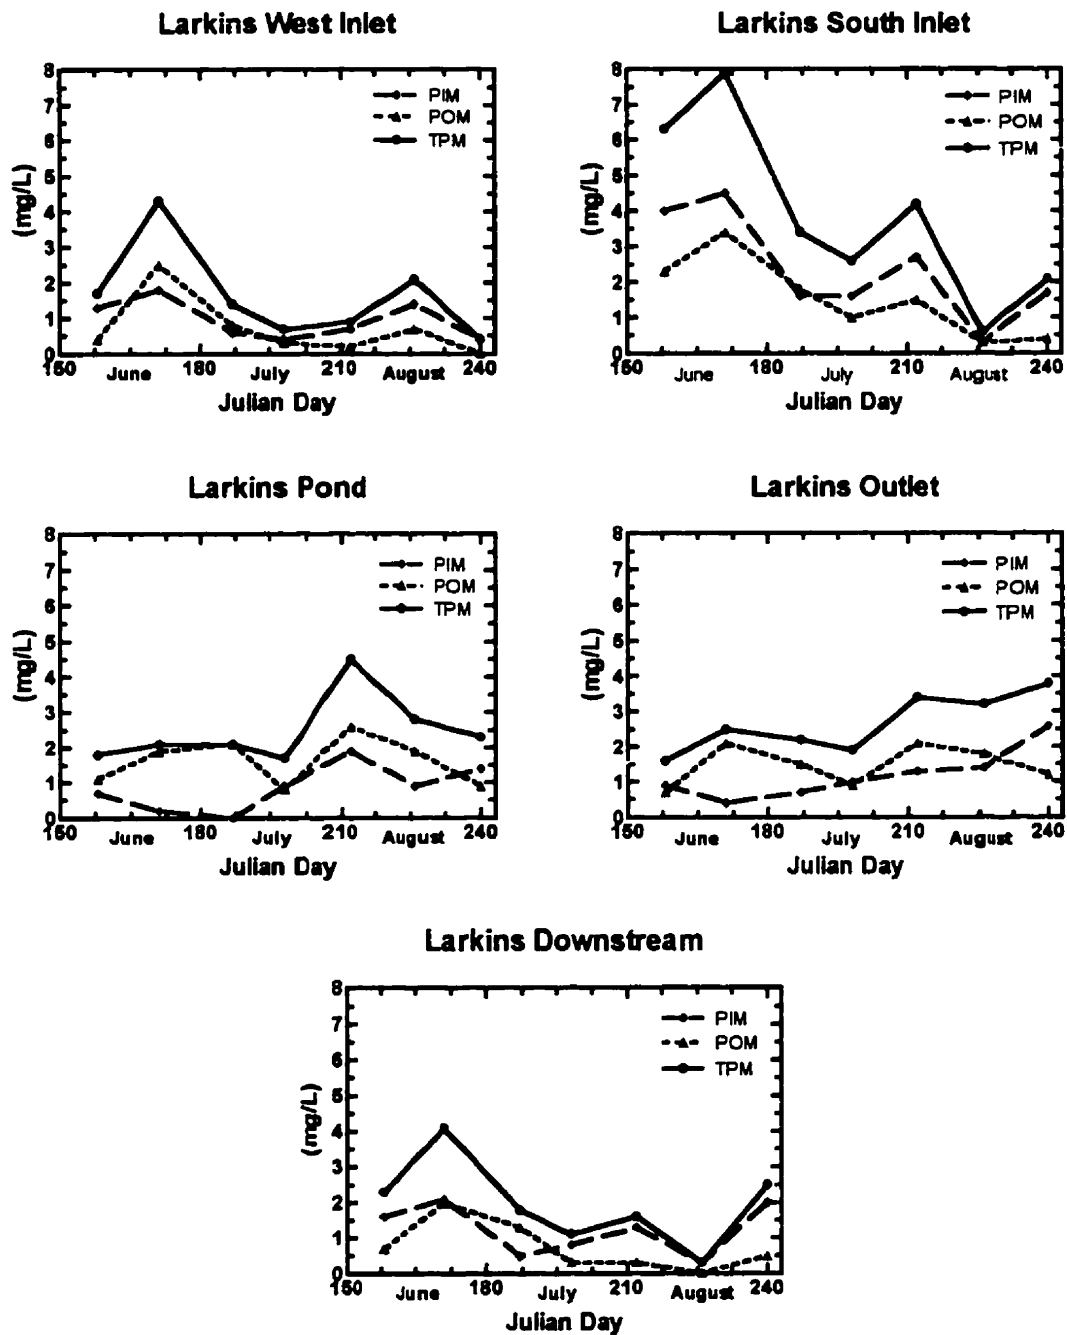 Larkins West Inlet
8
7
6
5
4
3
2
1
0
(mg/L)
PIM
POM
TPM
150 June 180 July 210 August 240
Julian Day
Larkins South Inlet
8
7
6
5
4
3
2
1
0
(mg/L)
PIM
POM
TPM
150 June 180 July 210 August 240
Julian Day
Larkins Pond
8
7
6
5
4
3
2
1
0
(mg/L)
PIM
POM
TPM
150 June 180 July 210 August 240
Julian Day
Larkins Outlet
8
7
6
5
4
3
2
1
0
(mg/L)
PIM
POM
TPM
150 June 180 July 210 August 240
Julian Day
Larkins Downstream
8
7
6
5
4
3
2
1
0
(mg/L)
PIM
POM
TPM
150 June 180 July 210 August 240
Julian Day